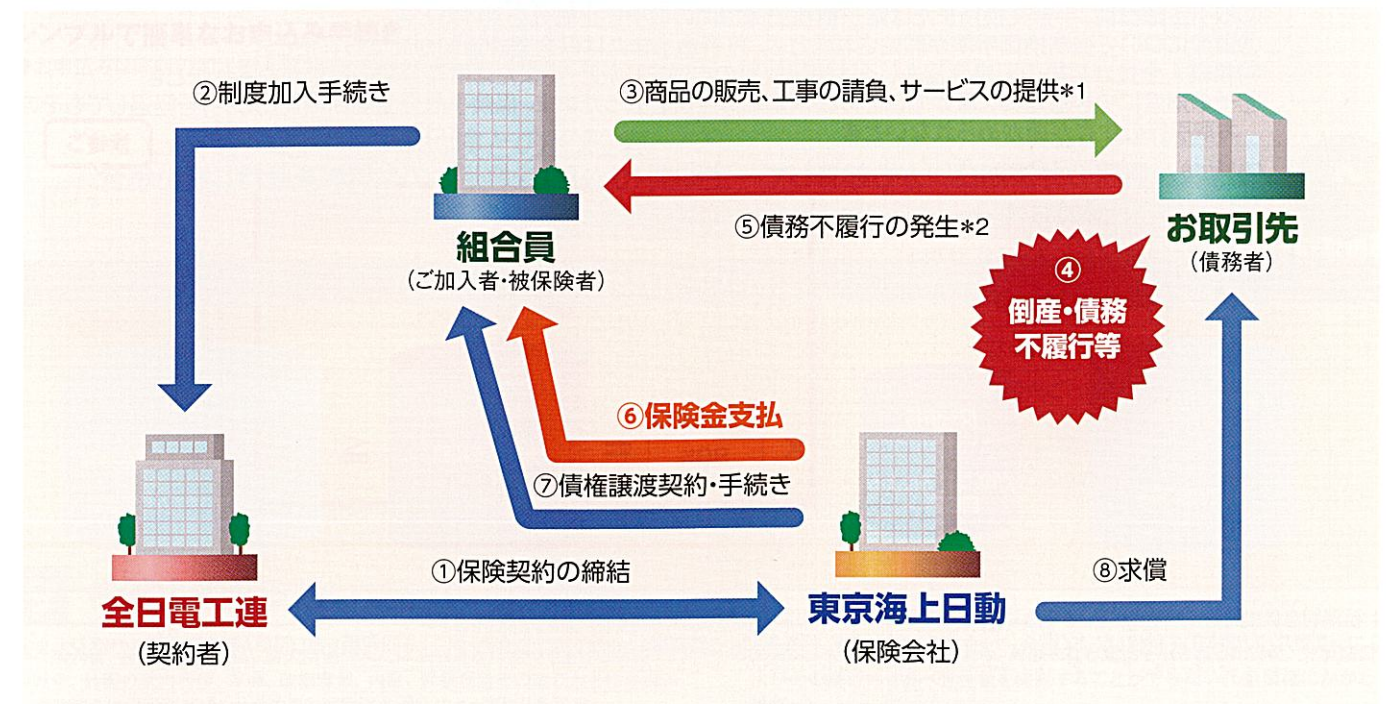 ②制度加入手続き
③商品の販売、工事の請負、サービスの提供*1
⑤債務不履行の発生*2
組合員
(ご加入者・被保険者)
お取引先
(債務者)
④
倒産・債務
不履行等
⑥保険金支払
⑦債権譲渡契約・手続き
①保険契約の締結
⑧求償
全日電工連
(契約者)
東京海上日動
(保険会社)